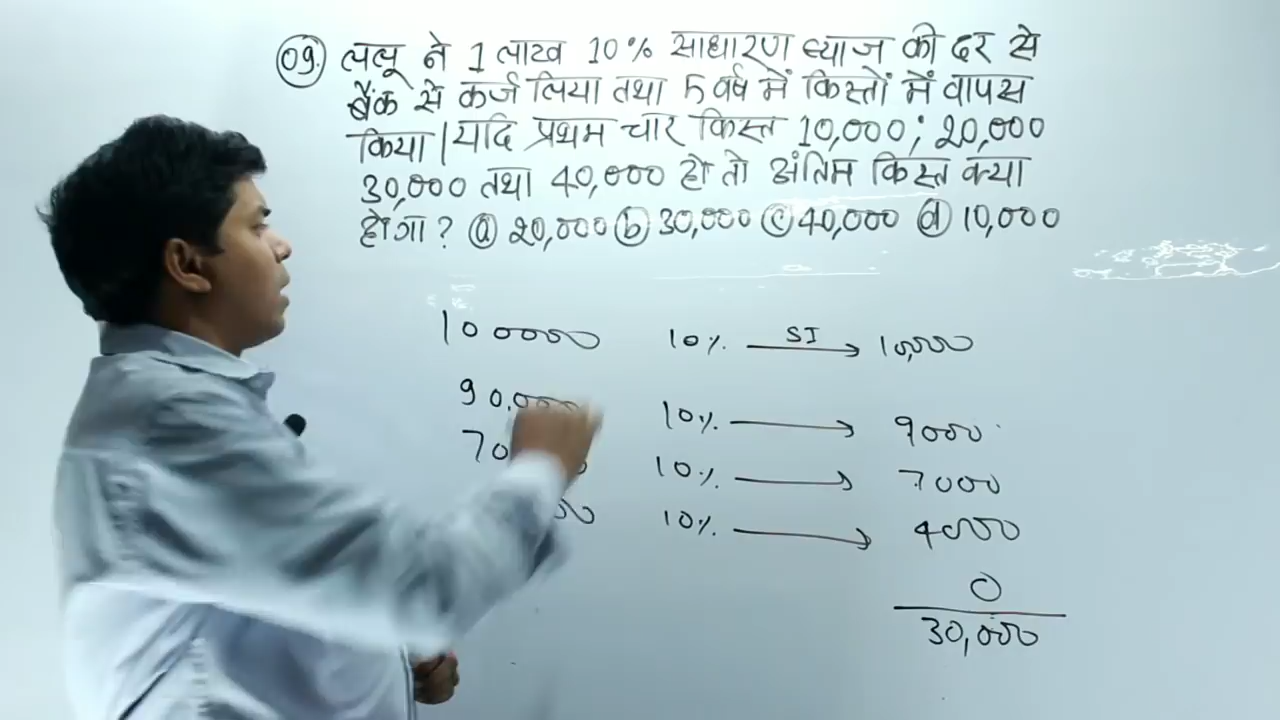 09. ललू ने 1 लाख 10% साधारण ब्याज की दर से
बैंक से कर्ज लिया तथा 5 वर्ष में किस्तों में वापस
किया | यदि प्रथम चार किस्त 10,000; 20,000
30,000 तथा 40,000 हो तो अंतिम किस्त क्या
होगा ? (a) 20,000 (b) 30,000 (c) 40,000 (d) 10,000
100000 10% SI → 10,000
90,000 10% → 9000
70 10% → 7000
10% → 4000
0
30,000